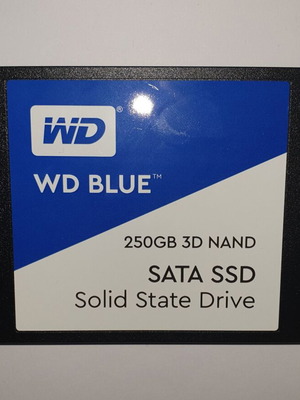 WD®
WD BLUE™
250GB 3D NAND
SATA SSD
Solid State Drive